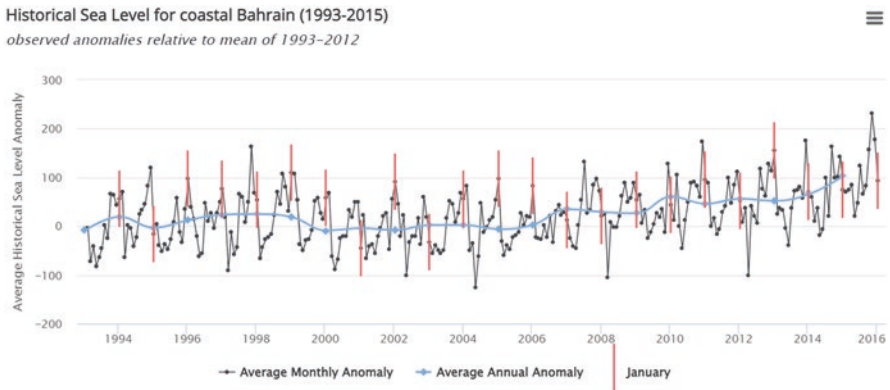 Historical Sea Level for coastal Bahrain (1993-2015)
observed anomalies relative to mean of 1993-2012
Average Historical Sea Level Anomaly
300
200
100
0
−100
−200
1994 1996 1998 2000 2002 2004 2006 2008 2010 2012 2014 2016
Average Monthly Anomaly Average Annual Anomaly January